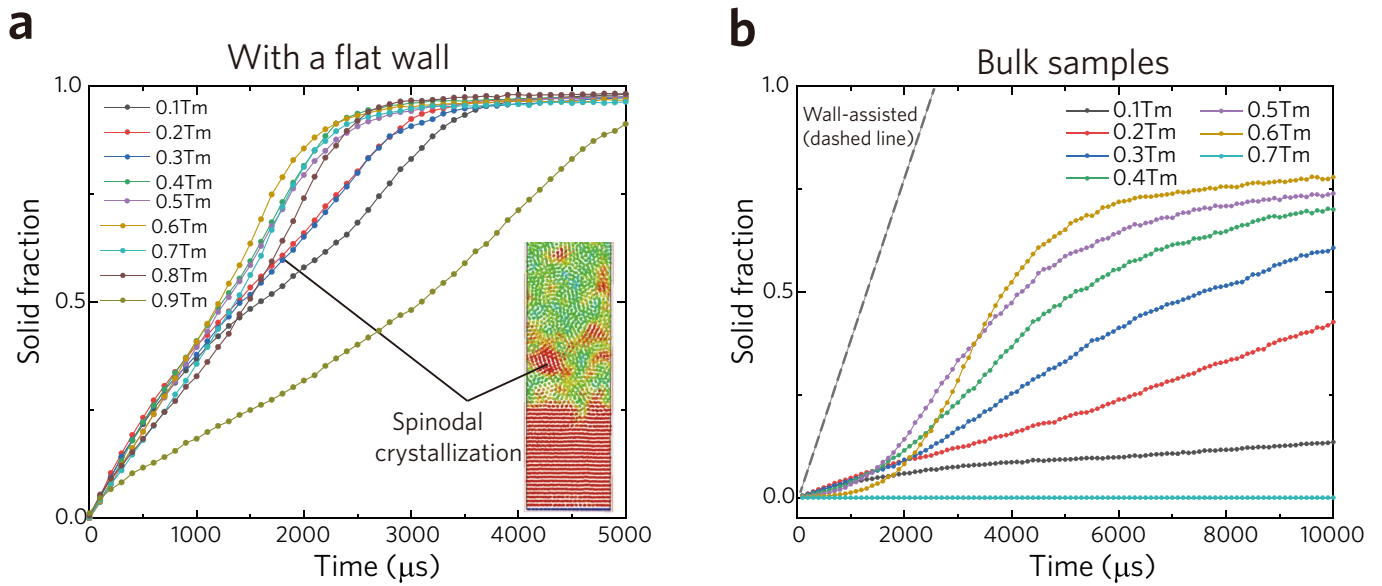 a
With a flat wall
1.0
0.5
0.0
Solid fraction
0.1Tm
0.2Tm
0.3Tm
0.4Tm
0.5Tm
0.6Tm
0.7Tm
0.8Tm
0.9Tm
Spinodal
crystallization
0 1000 2000 3000 4000 5000
Time (μs)
b
Bulk samples
1.0
0.5
0.0
Solid fraction
Wall-assisted
(dashed line)
0.1Tm
0.2Tm
0.3Tm
0.4Tm
0.5Tm
0.6Tm
0.7Tm
0 2000 4000 6000 8000 10000
Time (μs)